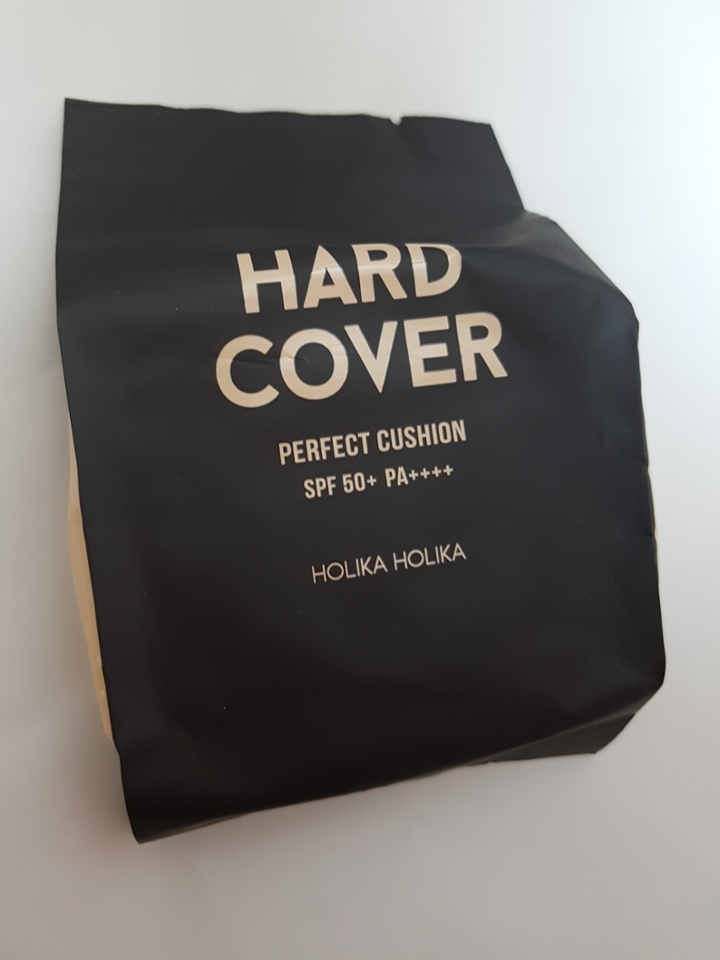 HARD
COVER
PERFECT CUSHION
SPF 50+ PA++++
HOLIKA HOLIKA